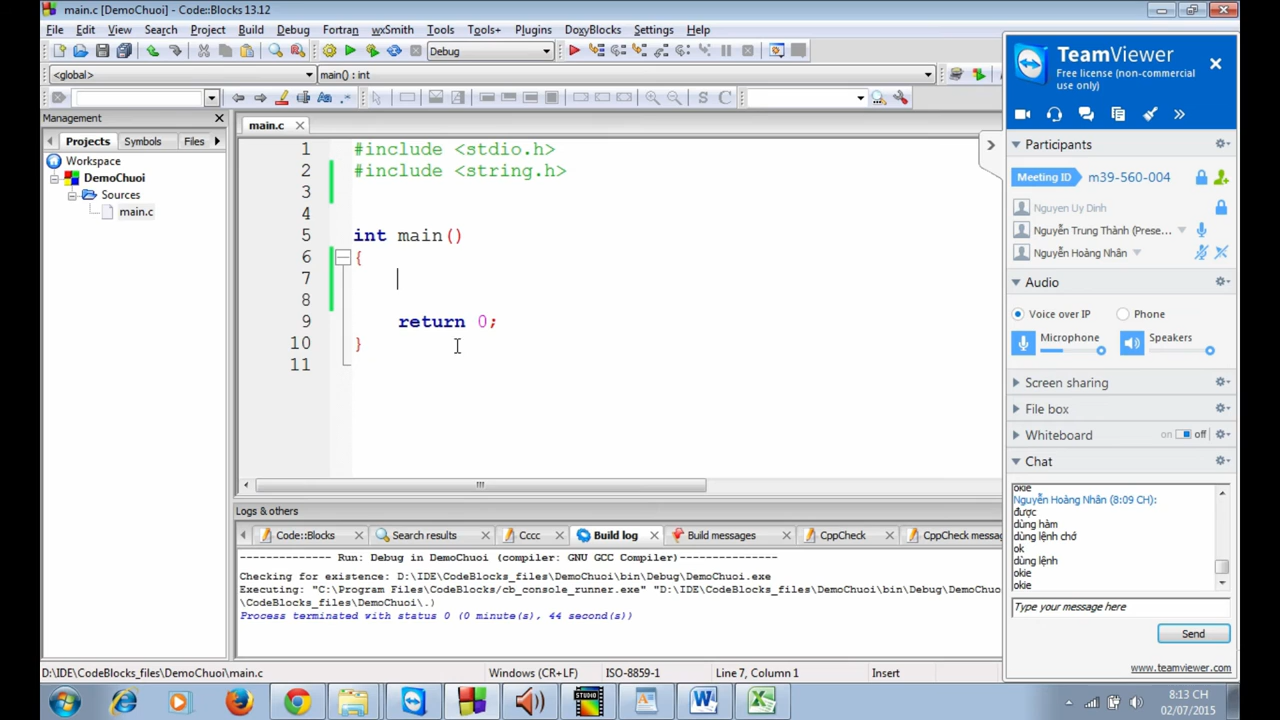 main.c [DemoChuoi] - Code::Blocks 13.12
File Edit View Search Project Build Debug Fortran wxSmith Tools Tools+ Plugins DoxyBlocks Settings Help
Debug
<global>
main() : int
Management
Projects Symbols Files
Workspace
DemoChuoi
Sources
main.c
main.c
1 #include <stdio.h>
2 #include <string.h>
3
4
5 int main()
6 {
7
8
9 return 0;
10 }
11
Logs & others
Code::Blocks Search results Cccc Build log Build messages CppCheck CppCheck messag
-------------- Run: Debug in DemoChuoi (compiler: GNU GCC Compiler)---------------
Checking for existence: D:\IDE\CodeBlocks_files\DemoChuoi\bin\Debug\DemoChuoi.exe
Executing: "C:\Program Files\CodeBlocks/cb_console_runner.exe" "D:\IDE\CodeBlocks_files\DemoChuoi\bin\Debug\DemoChuoi
\CodeBlocks_files\DemoChuoi\.)
Process terminated with status 0 (0 minute(s), 44 second(s))
D:\IDE\CodeBlocks_files\DemoChuoi\main.c Windows (CR+LF) ISO-8859-1 Line 7, Column 1 Insert
TeamViewer
Free license (non-commercial
use only)
Participants
Meeting ID m39-560-004
Nguyen Uy Dinh
Nguyễn Trung Thành (Prese...
Nguyễn Hoàng Nhân
Audio
Voice over IP Phone
Microphone Speakers
Screen sharing
File box
Whiteboard on off
Chat
okie
Nguyễn Hoàng Nhân (8:09 CH):
được
dùng hàm
dùng lệnh chớ
ok
dùng lệnh
okie
okie
Type your message here
Send
www.teamviewer.com
STUDIO
8:13 CH
02/07/2015